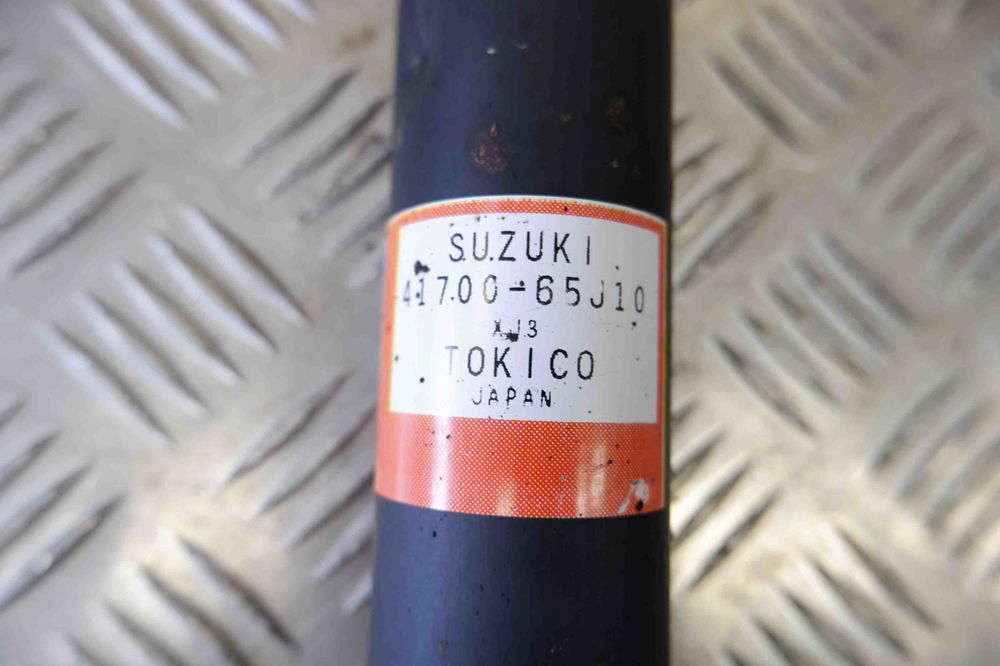 SUZUKI
41700-65J10
XJ3
TOKICO
JAPAN